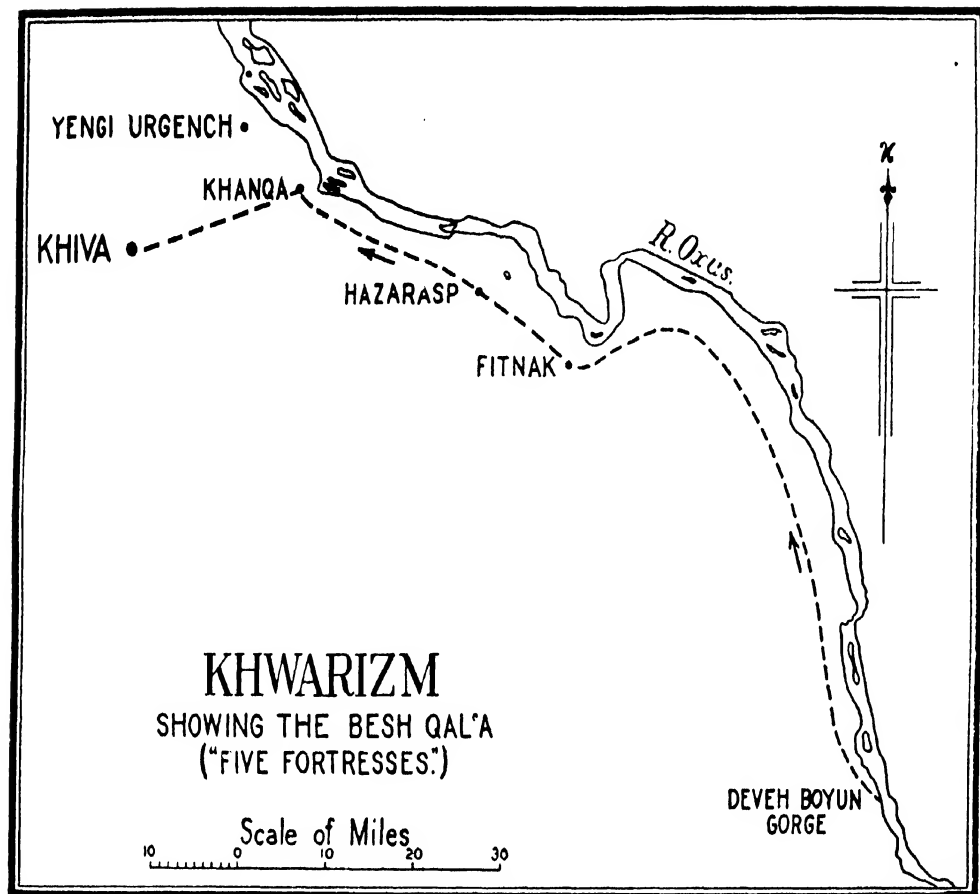 YENGI URGENCH
KHANQA
KHIVA
R. Oxus.
HAZARASP
FITNAK
KHWARIZM
SHOWING THE BESH QAL'A
("FIVE FORTRESSES.")
DEVEH BOYUN
GORGE
Scale of Miles
10 0 10 20 30
N